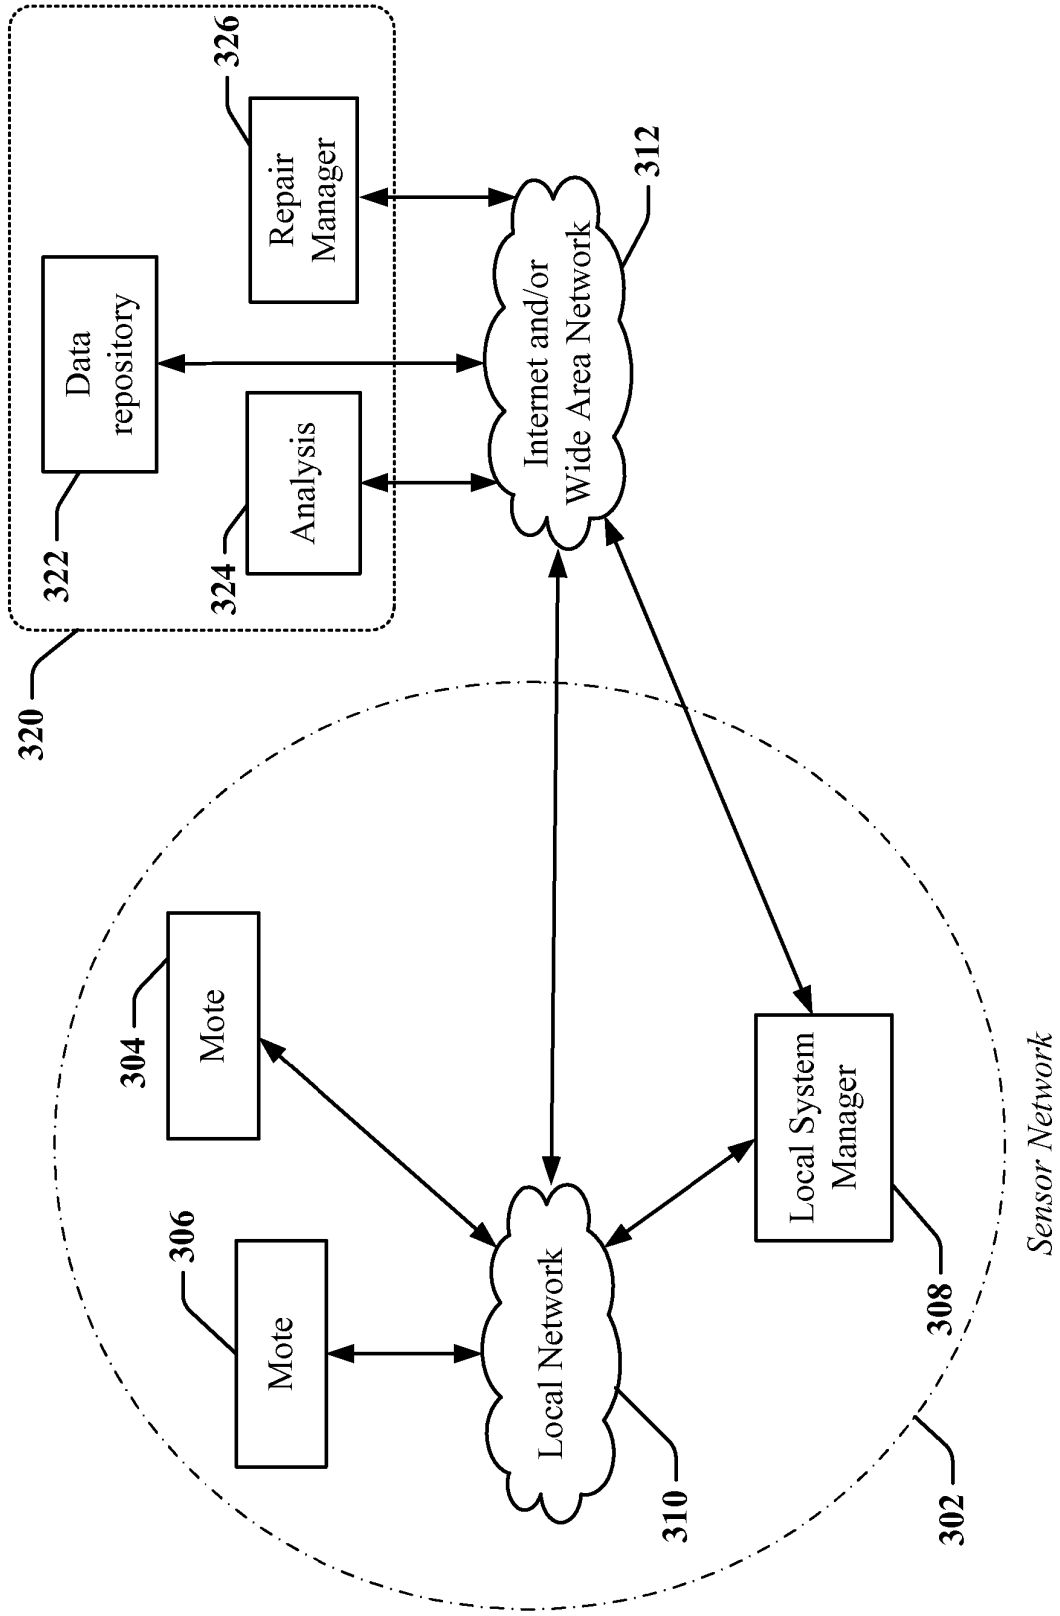 306
Mote
304
Mote
Local Network
310
Local System
Manager
308
302
Sensor Network
320
322
Data
repository
324
Analysis
326
Repair
Manager
Internet and/or
Wide Area Network
312